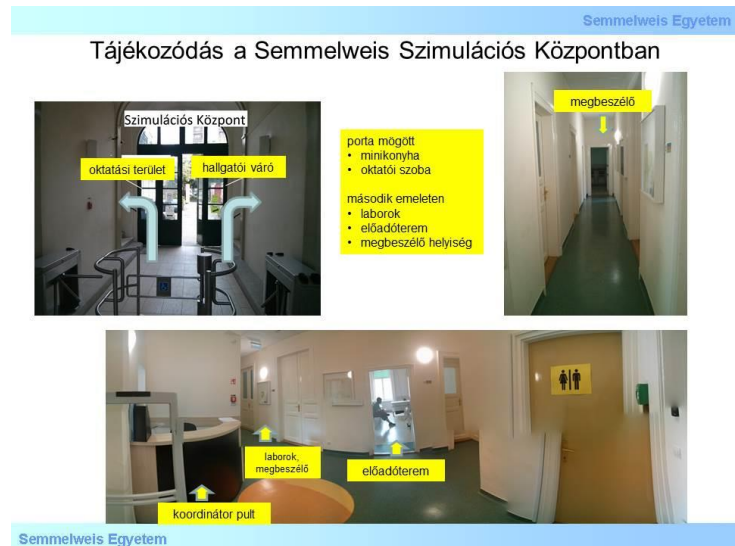 Semmelweis Egyetem
Tájékozódás a Semmelweis Szimulációs Központban
Szimulációs Központ
oktatási terület
hallgatói váró
porta mögött
• minikonyha
• oktatói szoba
második emeleten
• laborok
• előadóterem
• megbeszélő helyiség
megbeszélő
laborok,
megbeszélő
előadóterem
koordinátor pult
Semmelweis Egyetem